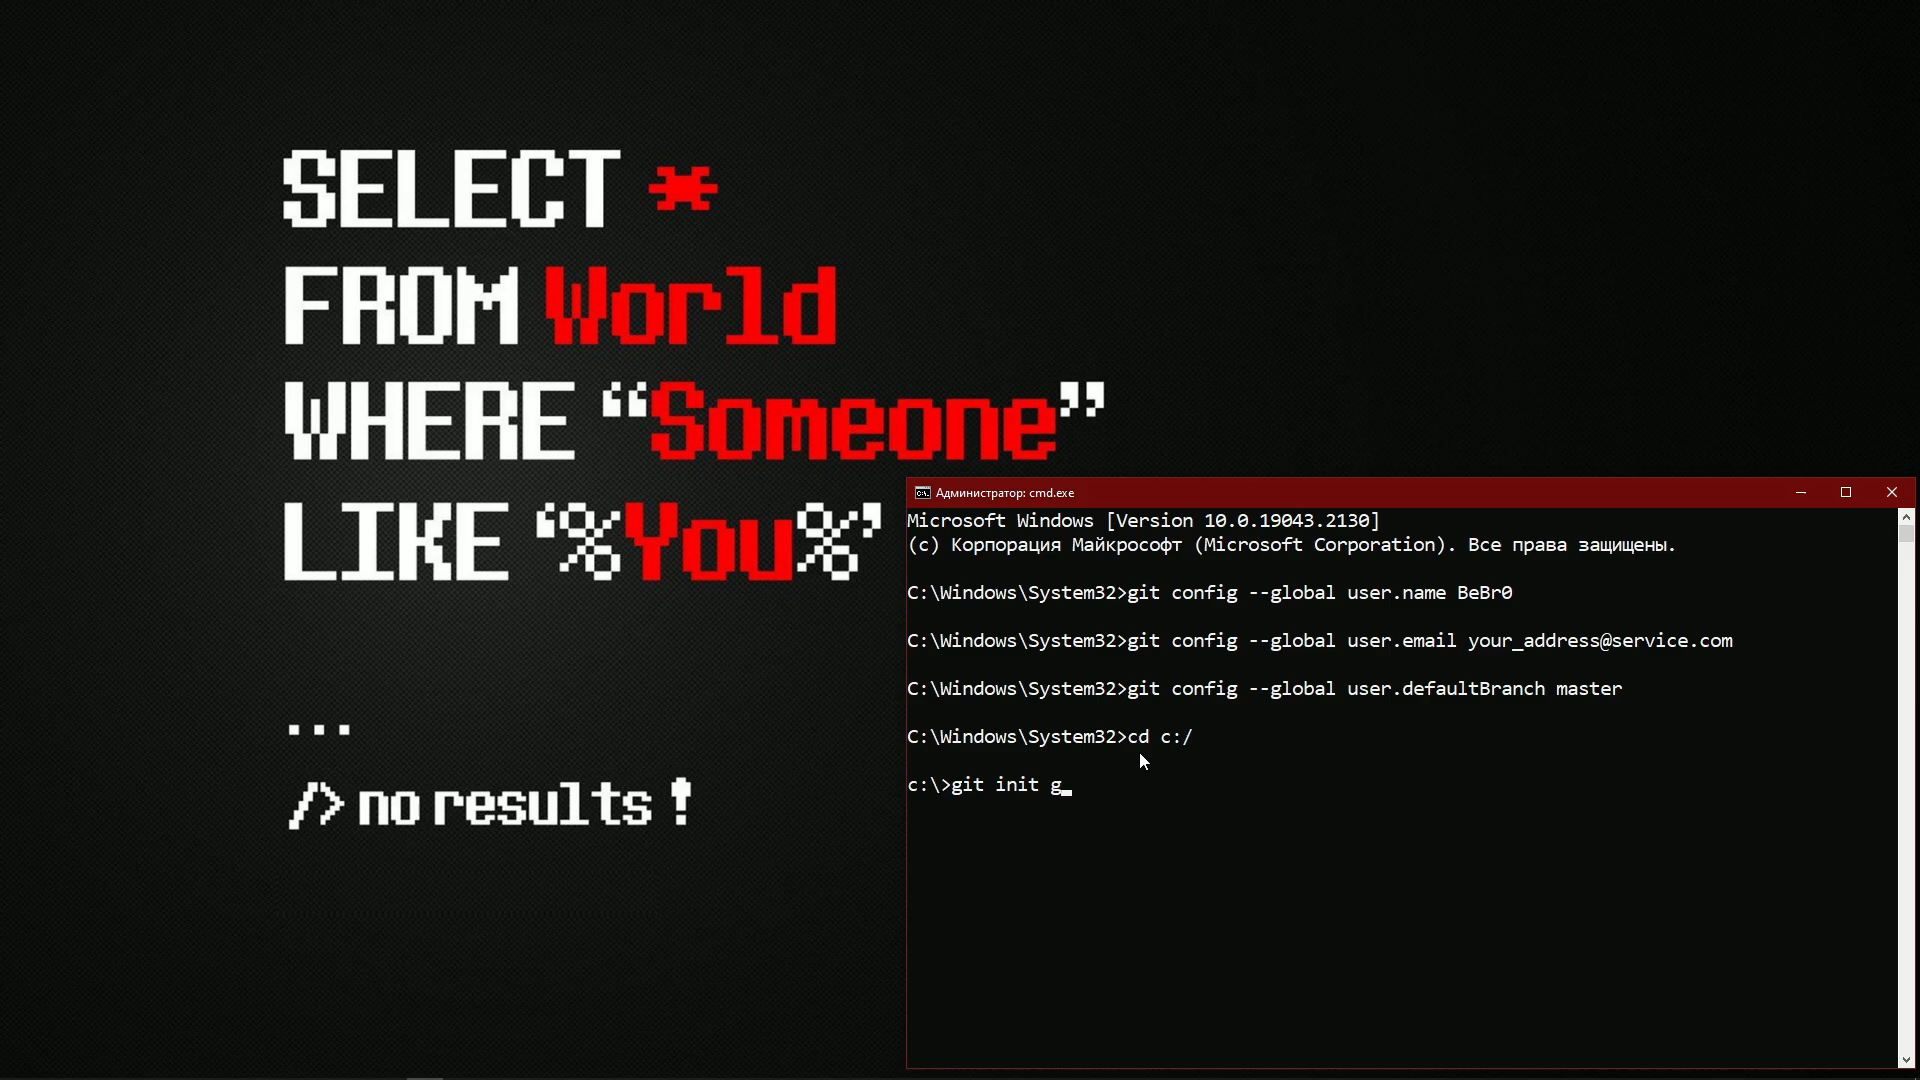 SELECT *
FROM World
WHERE “Someone”
LIKE ‘%You%’
...
/> no results !
Администратор: cmd.exe
Microsoft Windows [Version 10.0.19043.2130]
(c) Корпорация Майкрософт (Microsoft Corporation). Все права защищены.
C:\Windows\System32>git config --global user.name BeBr0
C:\Windows\System32>git config --global user.email your_address@service.com
C:\Windows\System32>git config --global user.defaultBranch master
C:\Windows\System32>cd c:/
c:\>git init g_